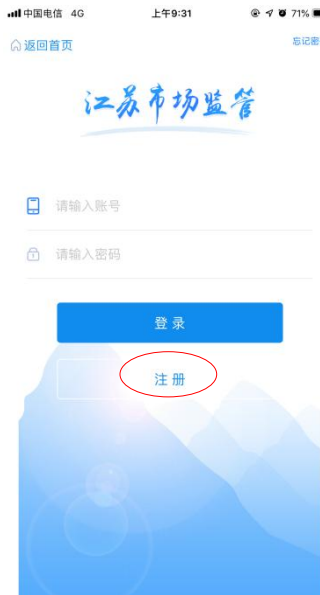 中国电信 4G 上午9:31 71%
返回首页 忘记密
江苏市场监管
请输入账号
请输入密码
登录
注册